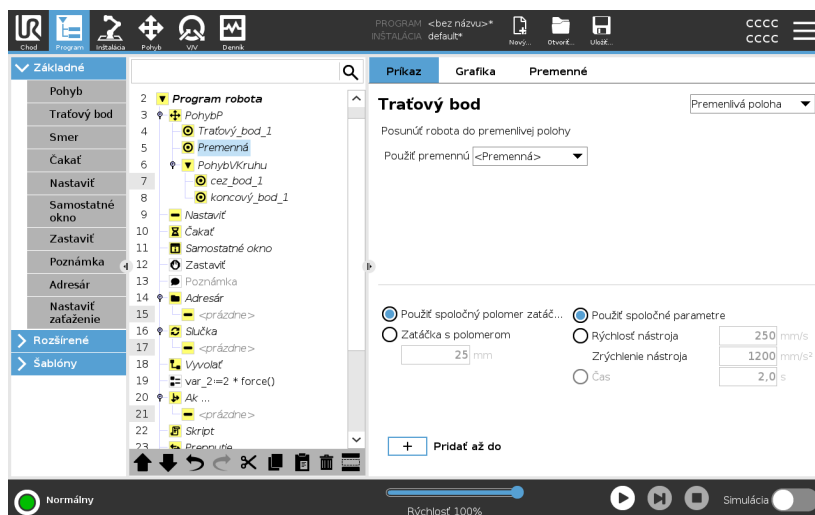 PROGRAM <bez názvu>*
INŠTALÁCIA default*
CCCC
CCCC
Chod
Program
Inštalácia
Pohyb
V/V
Denník
Nový...
Otvoriť...
Uložiť...
Základné
Pohyb
Traťový bod
Smer
Čakať
Nastaviť
Samostatné
okno
Zastaviť
Poznámka
Adresár
Nastaviť
zaťaženie
Rozšírené
Šablóny
2 Program robota
3 PohybP
4 Traťový_bod_1
5 Premenná
6 PohybVKruhu
7 cez_bod_1
8 koncový_bod_1
9 Nastaviť
10 Čakať
11 Samostatné okno
12 Zastaviť
13 Poznámka
14 Adresár
15 <prázdne>
16 Slučka
17 <prázdne>
18 Vyvolať
19 var_2:=2 * force()
20 Ak ...
21 <prázdne>
22 Skript
23 Prepnutie
Príkaz
Grafika
Premenné
Traťový bod
Premenlivá poloha
Posunúť robota do premenlivej polohy
Použiť premennú <Premenná>
Použiť spoločný polomer zatáč...
Zatáčka s polomerom
25 mm
Použiť spoločné parametre
Rýchlosť nástroja 250 mm/s
Zrýchlenie nástroja 1200 mm/s²
Čas 2,0 s
+ Pridať až do
Normálny
Rýchlosť 100%
Simulácia